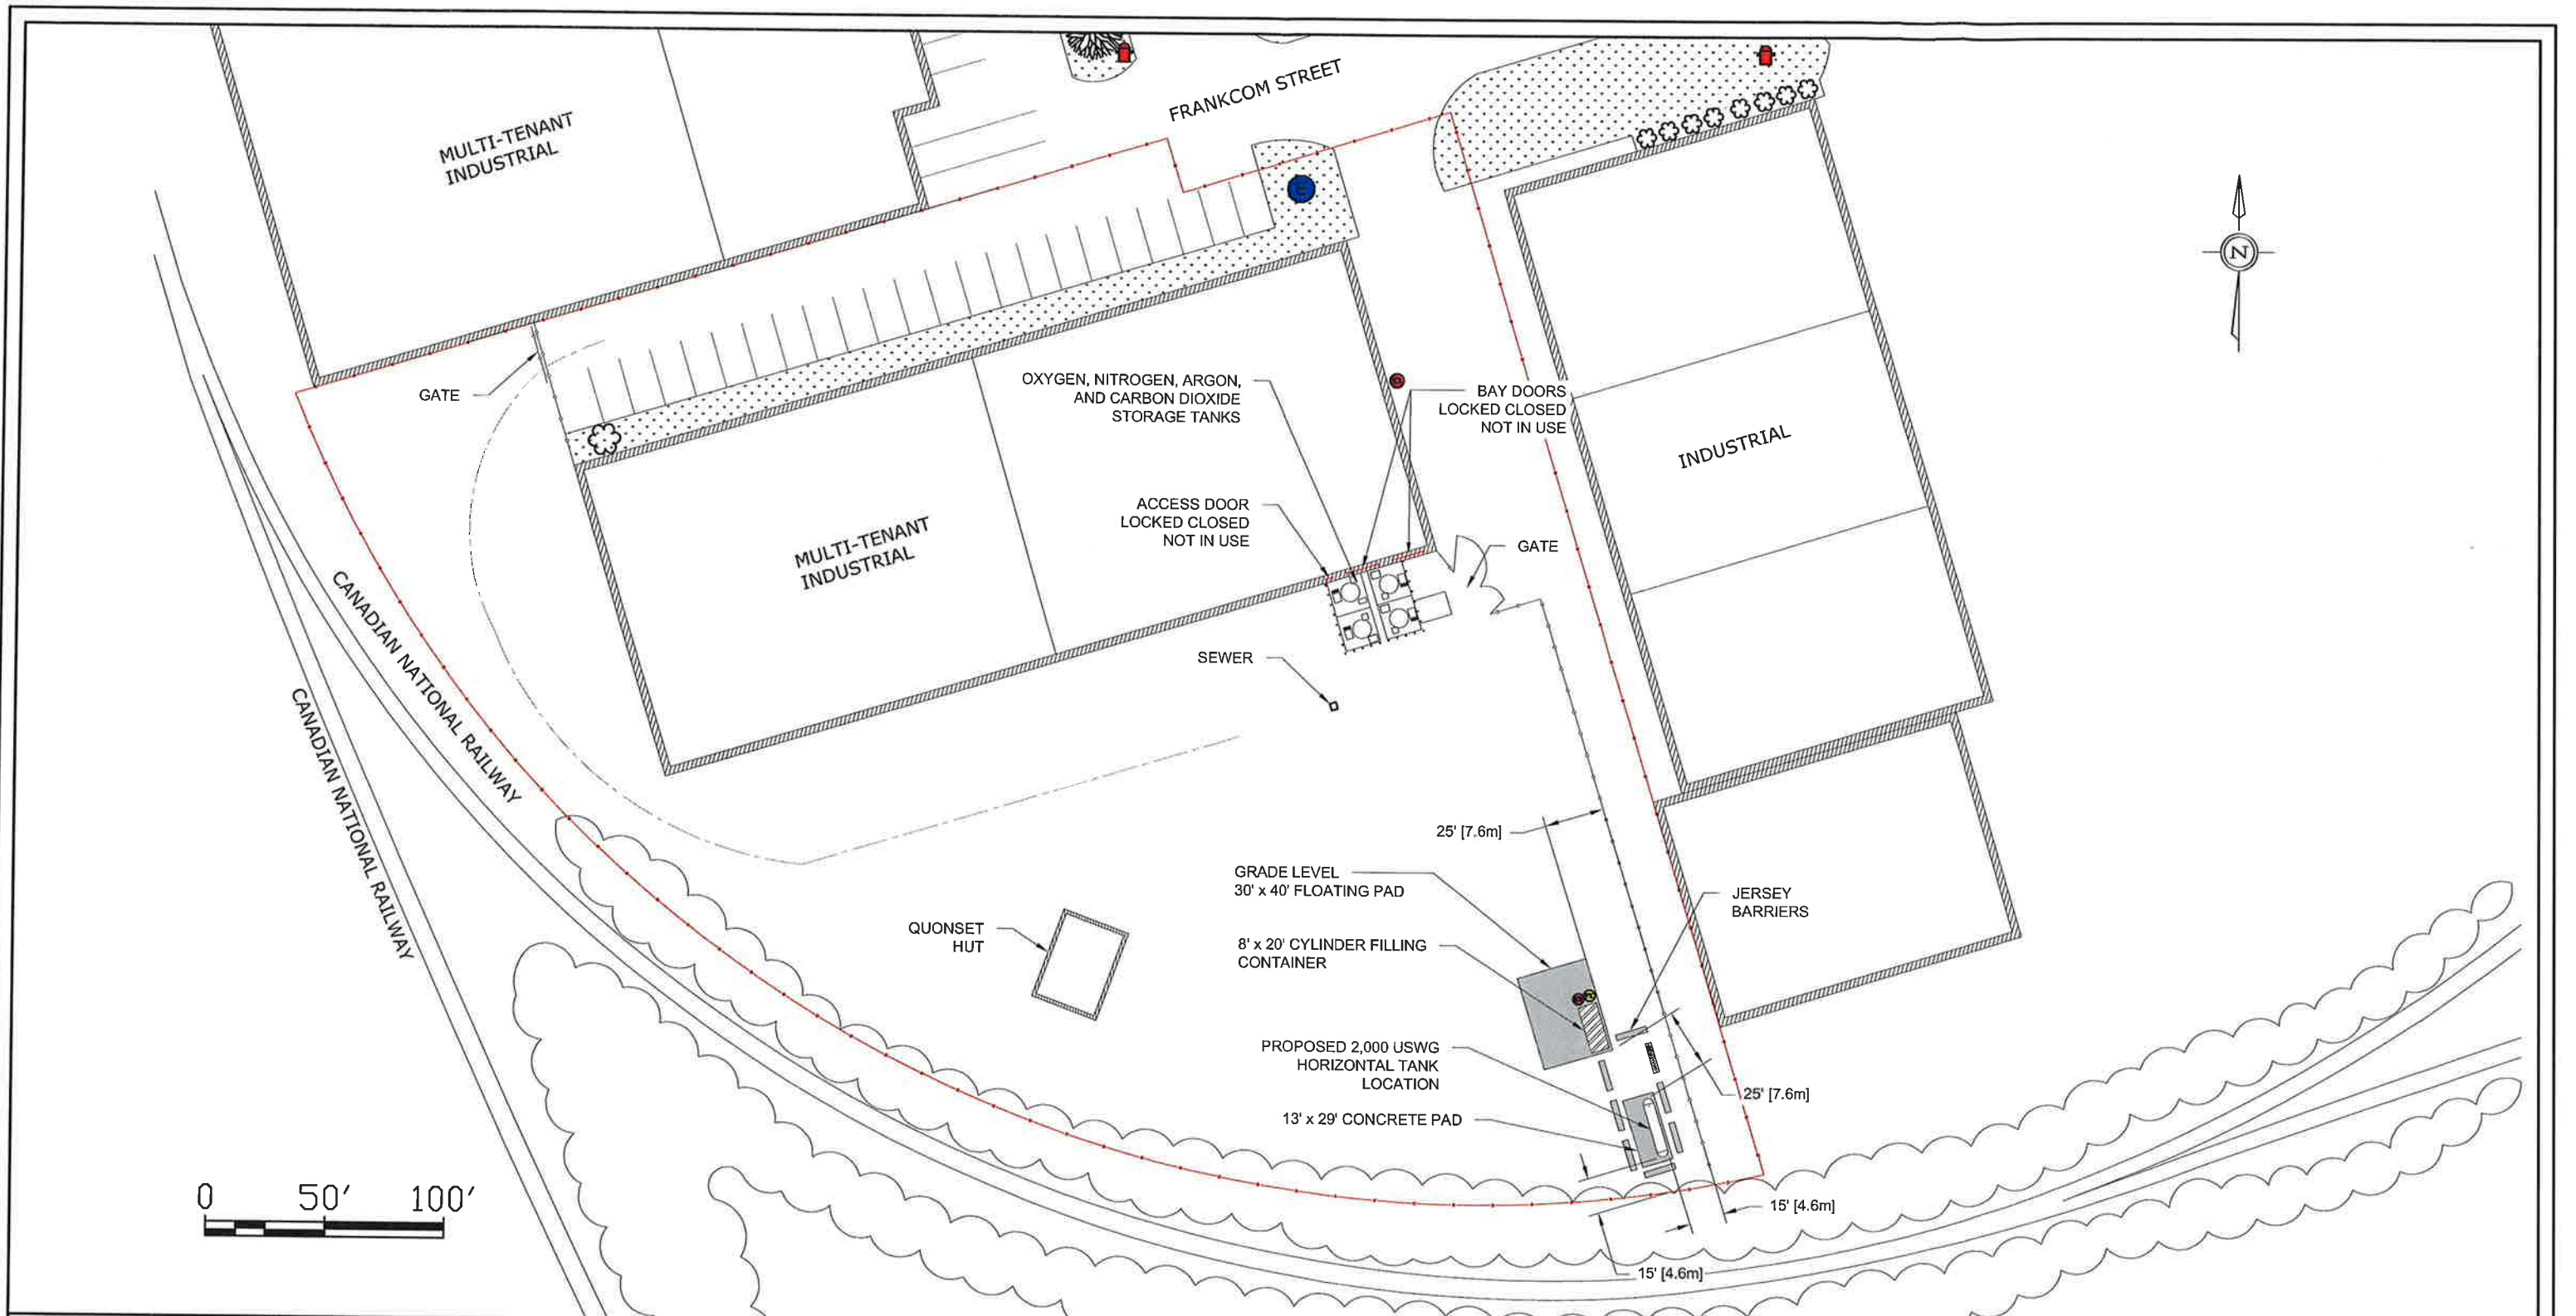 FRANKCOM STREET
MULTI-TENANT
INDUSTRIAL
E
N
GATE
OXYGEN, NITROGEN, ARGON,
AND CARBON DIOXIDE
STORAGE TANKS
BAY DOORS
LOCKED CLOSED
NOT IN USE
INDUSTRIAL
ACCESS DOOR
LOCKED CLOSED
NOT IN USE
MULTI-TENANT
INDUSTRIAL
GATE
CANADIAN NATIONAL RAILWAY
CANADIAN NATIONAL RAILWAY
SEWER
25' [7.6m]
GRADE LEVEL
30' x 40' FLOATING PAD
JERSEY
BARRIERS
QUONSET
HUT
8' x 20' CYLINDER FILLING
CONTAINER
PROPOSED 2,000 USWG
HORIZONTAL TANK
LOCATION
25' [7.6m]
13' x 29' CONCRETE PAD
0 50' 100'
15' [4.6m]
15' [4.6m]